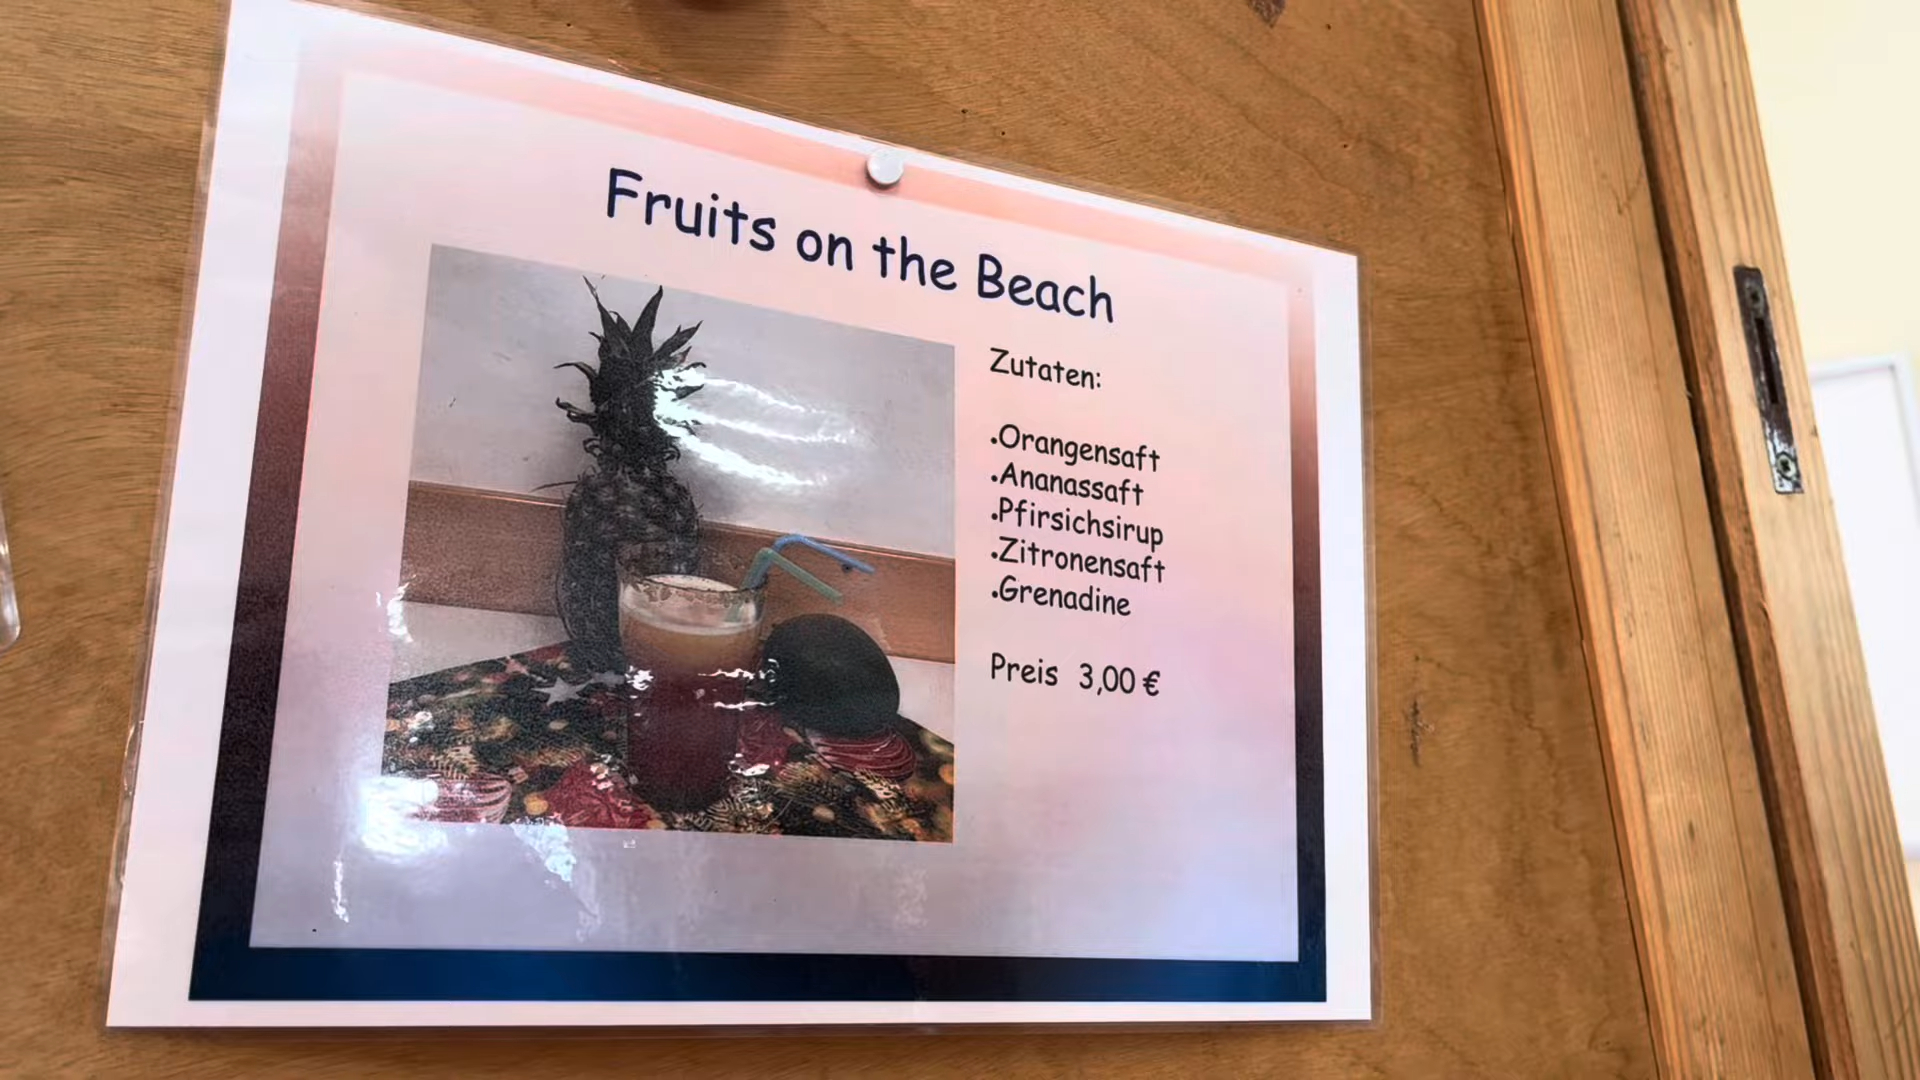 Fruits on the Beach
Zutaten:
•Orangensaft
•Ananassaft
•Pfirsichsirup
•Zitronensaft
•Grenadine
Preis 3,00 €